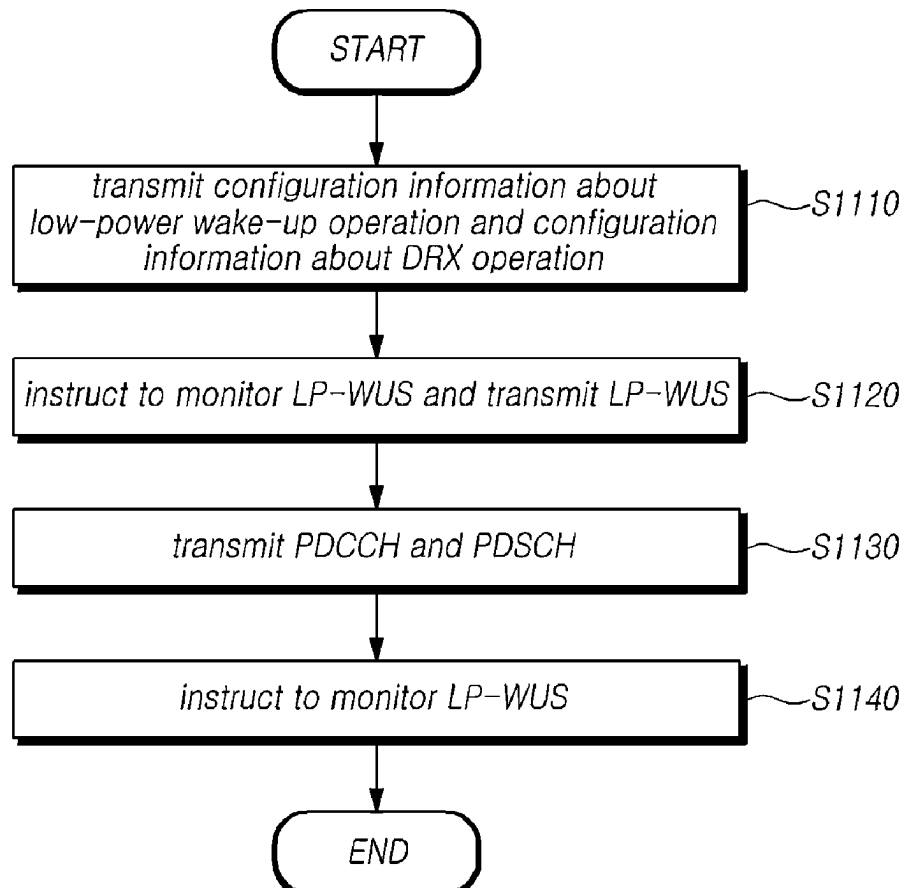 START
transmit configuration information about
low-power wake-up operation and configuration
information about DRX operation
S1110
instruct to monitor LP-WUS and transmit LP-WUS
S1120
transmit PDCCH and PDSCH
S1130
instruct to monitor LP-WUS
S1140
END